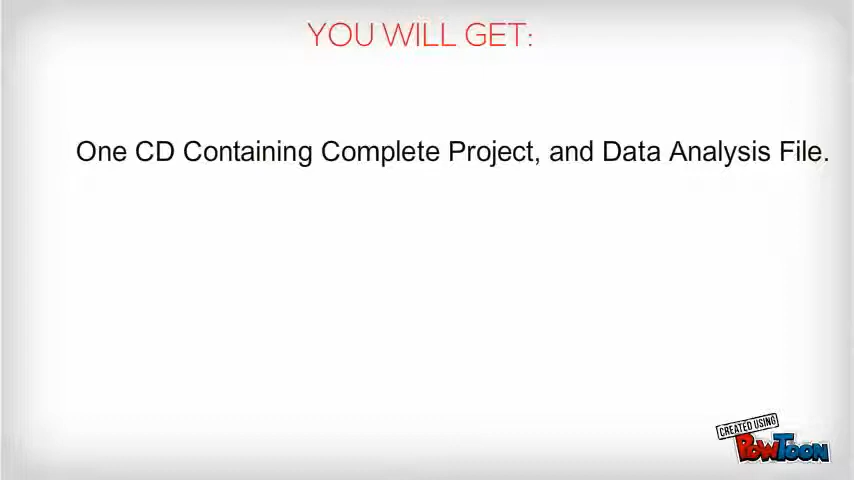 YOU WILL GET:
One CD Containing Complete Project, and Data Analysis File.
CREATED USING
POWTOON